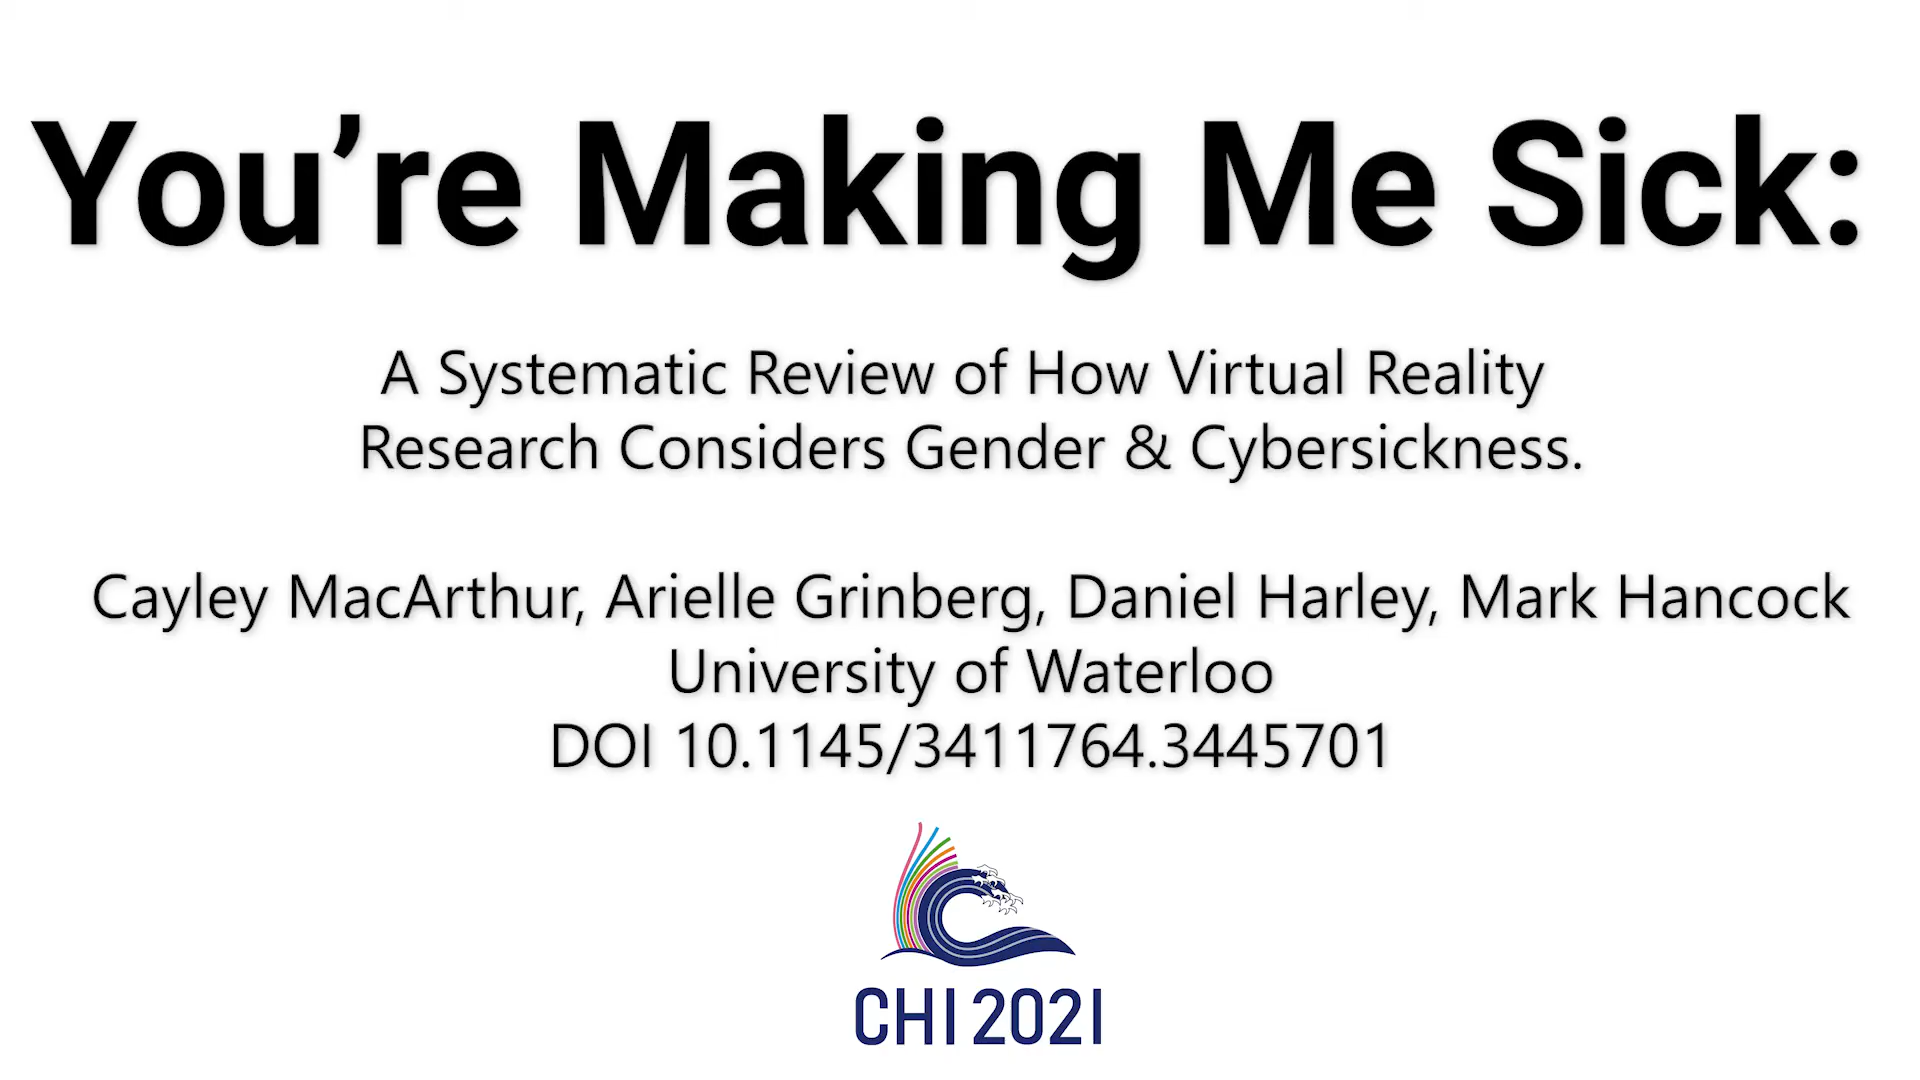 You’re Making Me Sick:
A Systematic Review of How Virtual Reality
Research Considers Gender & Cybersickness.
Cayley MacArthur, Arielle Grinberg, Daniel Harley, Mark Hancock
University of Waterloo
DOI 10.1145/3411764.3445701
CHI 2021